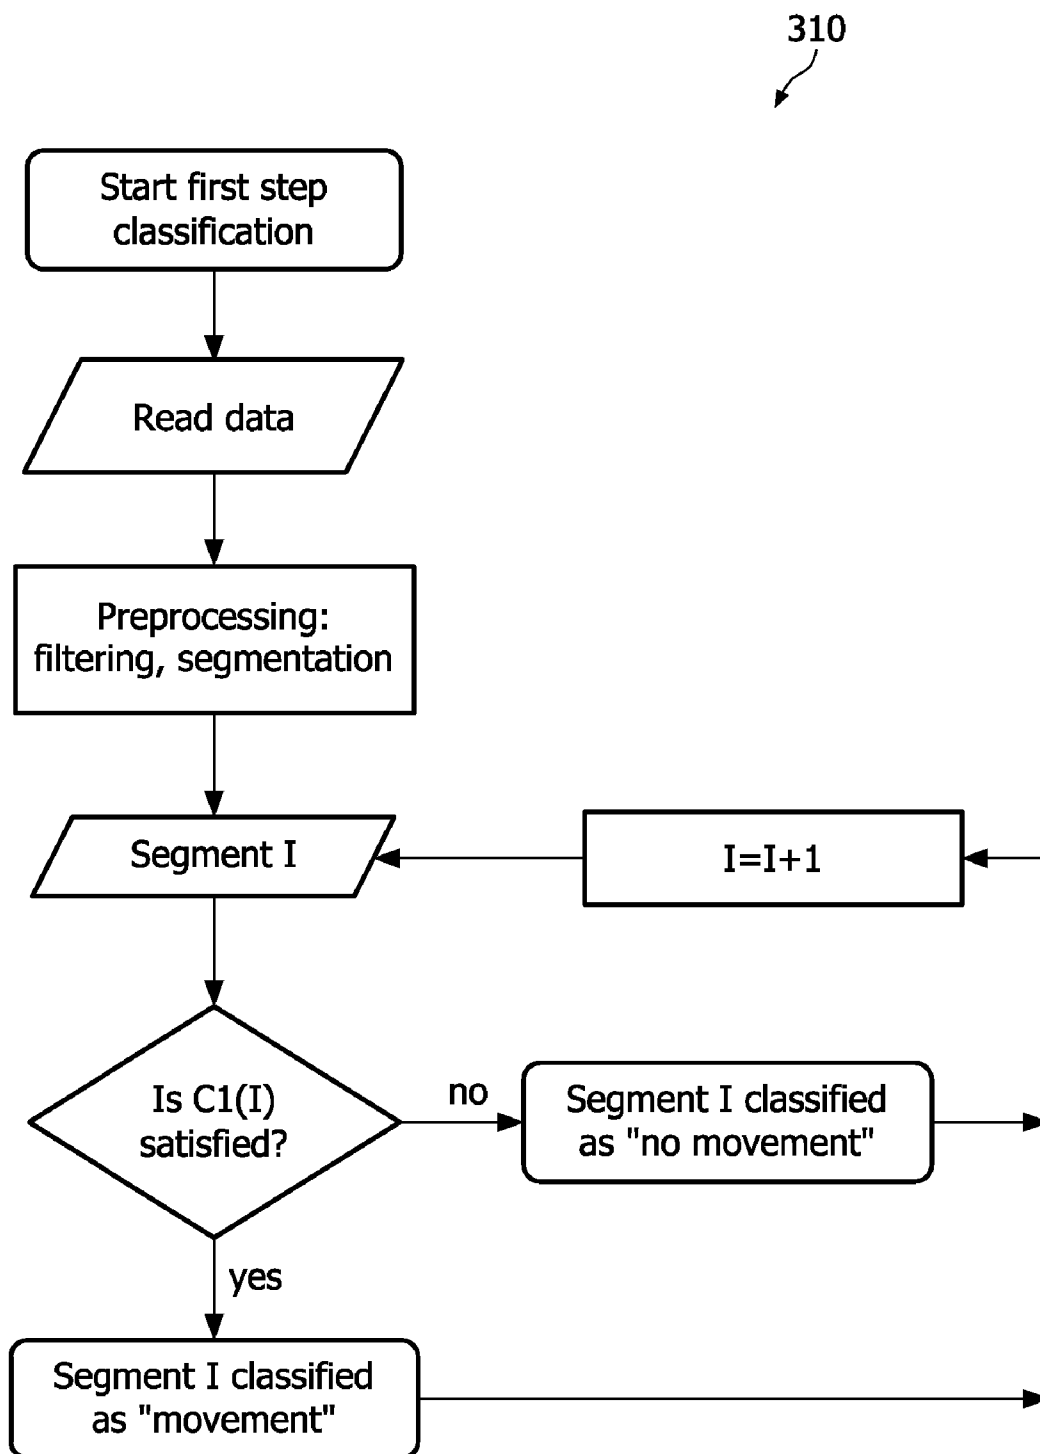 310
Start first step
classification
Read data
Preprocessing:
filtering, segmentation
Segment I
I=I+1
Is C1(I)
satisfied?
no
Segment I classified
as "no movement"
yes
Segment I classified
as "movement"